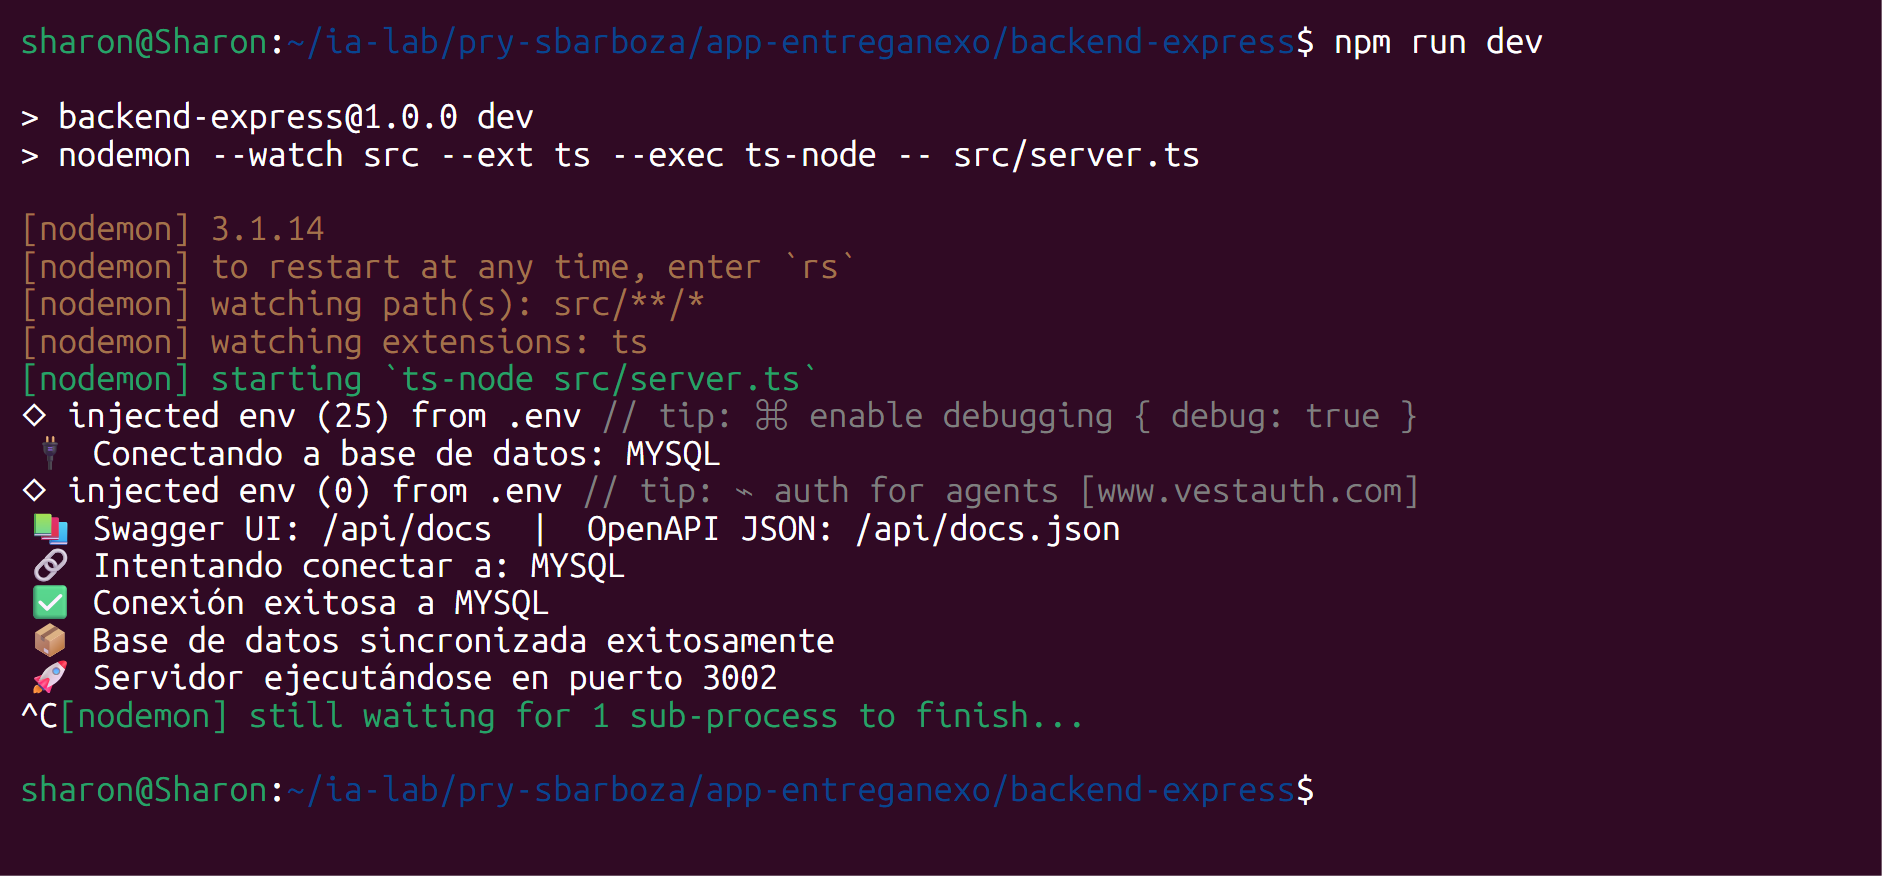 sharon@Sharon:~/ia-lab/pry-sbarboza/app-entreganexo/backend-express$ npm run dev
> backend-express@1.0.0 dev
> nodemon --watch src --ext ts --exec ts-node -- src/server.ts
[nodemon] 3.1.14
[nodemon] to restart at any time, enter `rs`
[nodemon] watching path(s): src/**/*
[nodemon] watching extensions: ts
[nodemon] starting `ts-node src/server.ts`
◇ injected env (25) from .env // tip: ⌘ enable debugging { debug: true }
🔌 Conectando a base de datos: MYSQL
◇ injected env (0) from .env // tip: ⌁ auth for agents [www.vestauth.com]
📚 Swagger UI: /api/docs | OpenAPI JSON: /api/docs.json
🔗 Intentando conectar a: MYSQL
✅ Conexión exitosa a MYSQL
📦 Base de datos sincronizada exitosamente
🚀 Servidor ejecutándose en puerto 3002
^C[nodemon] still waiting for 1 sub-process to finish...
sharon@Sharon:~/ia-lab/pry-sbarboza/app-entreganexo/backend-express$